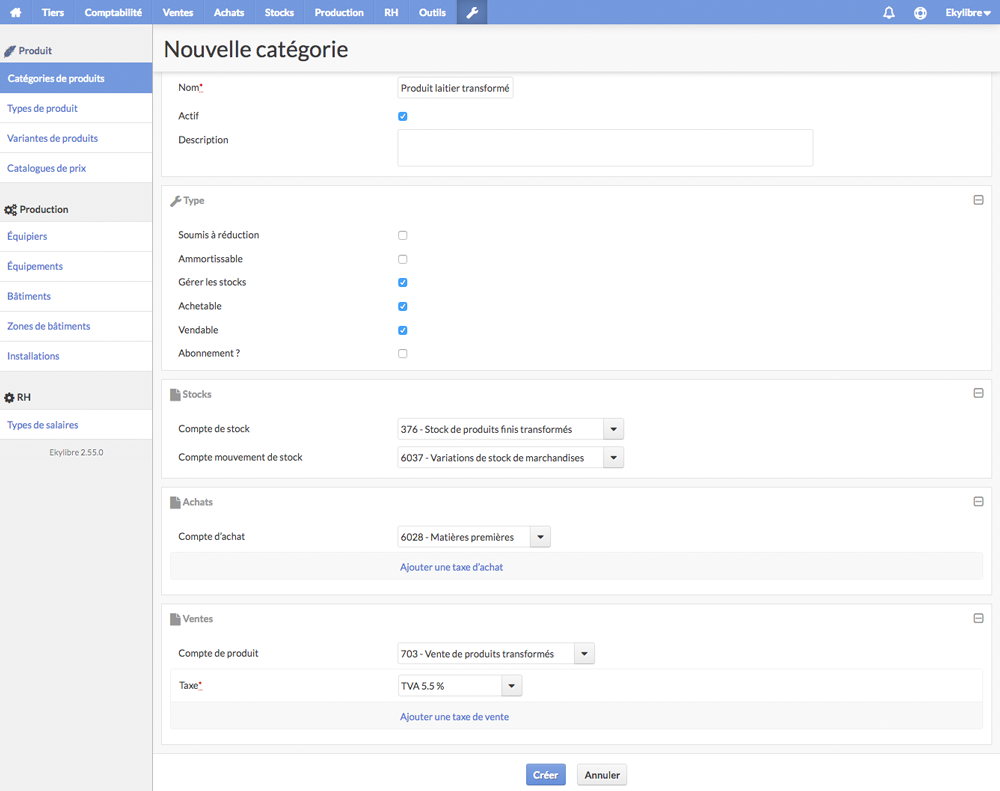 Tiers Comptabilité Ventes Achats Stocks Production RH Outils Ekylibre
Produit
Catégories de produits
Types de produit
Variantes de produits
Catalogues de prix
Production
Équipiers
Équipements
Bâtiments
Zones de bâtiments
Installations
RH
Types de salaires
Ekylibre 2.55.0
Nouvelle catégorie
Nom* Produit laitier transformé
Actif
Description
Type
Soumis à réduction
Ammortissable
Gérer les stocks
Achetable
Vendable
Abonnement ?
Stocks
Compte de stock 376 - Stock de produits finis transformés
Compte mouvement de stock 6037 - Variations de stock de marchandises
Achats
Compte d'achat 6028 - Matières premières
Ajouter une taxe d'achat
Ventes
Compte de produit 703 - Vente de produits transformés
Taxe* TVA 5.5 %
Ajouter une taxe de vente
Créer Annuler